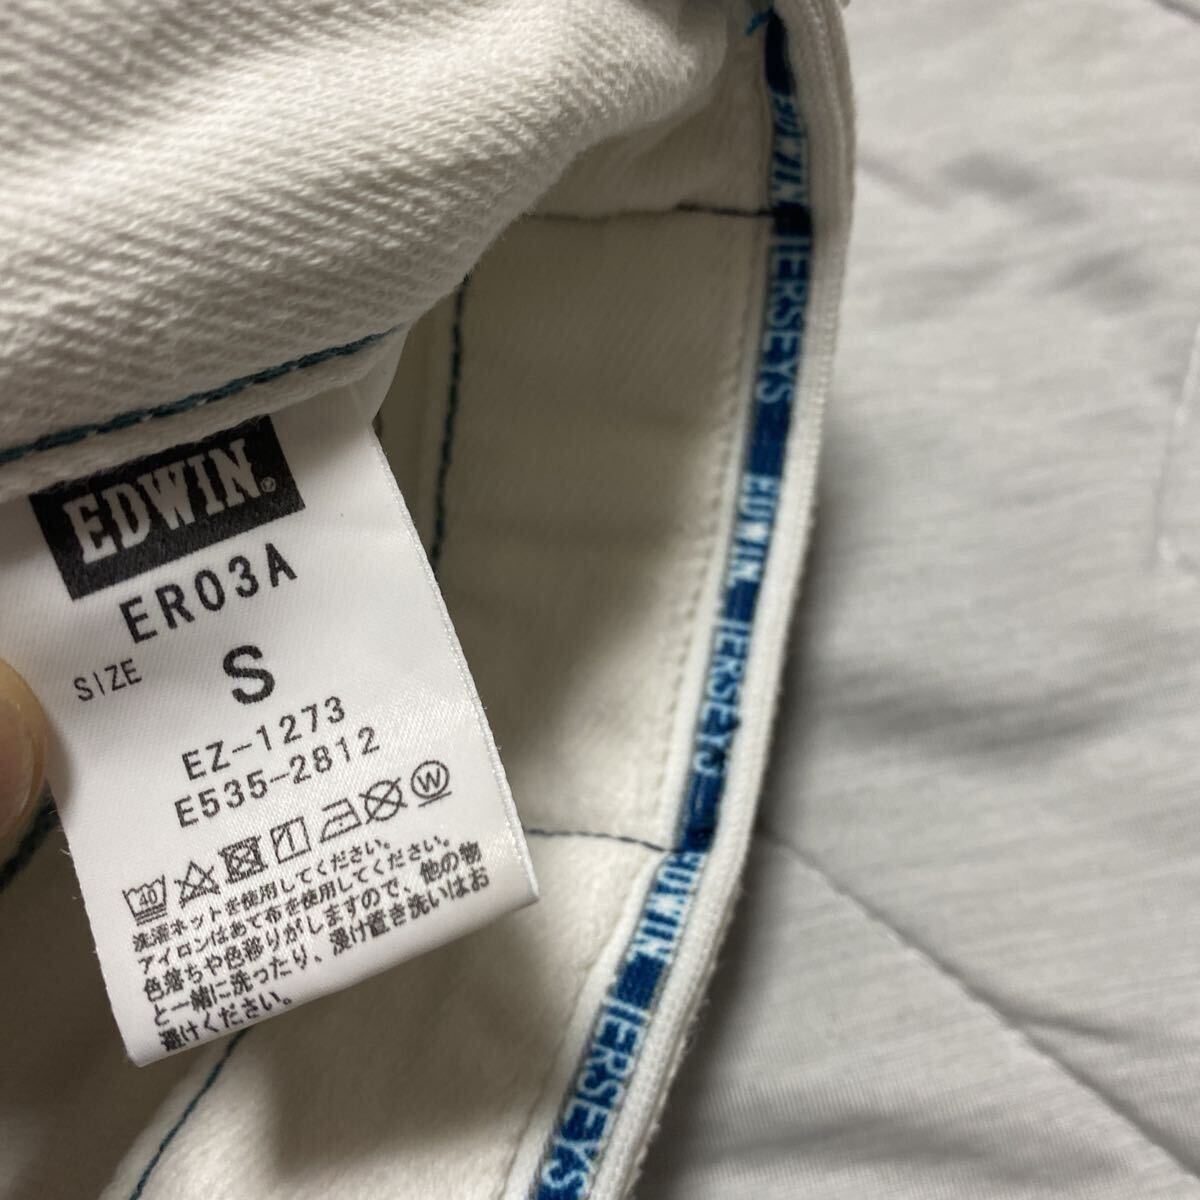 EDWIN®
ER03A
SIZE S
EZ-1273
E535-2812
40 W
洗濯ネットを使用してください。
アイロンはあて布を使用してください。
色落ちや色移りがしますので、他の物
と一緒に洗ったり、浸け置き洗いはお
避けください。
EDWIN
JERSEYS
EDWIN
JERSEYS
EDWIN
JERSEYS